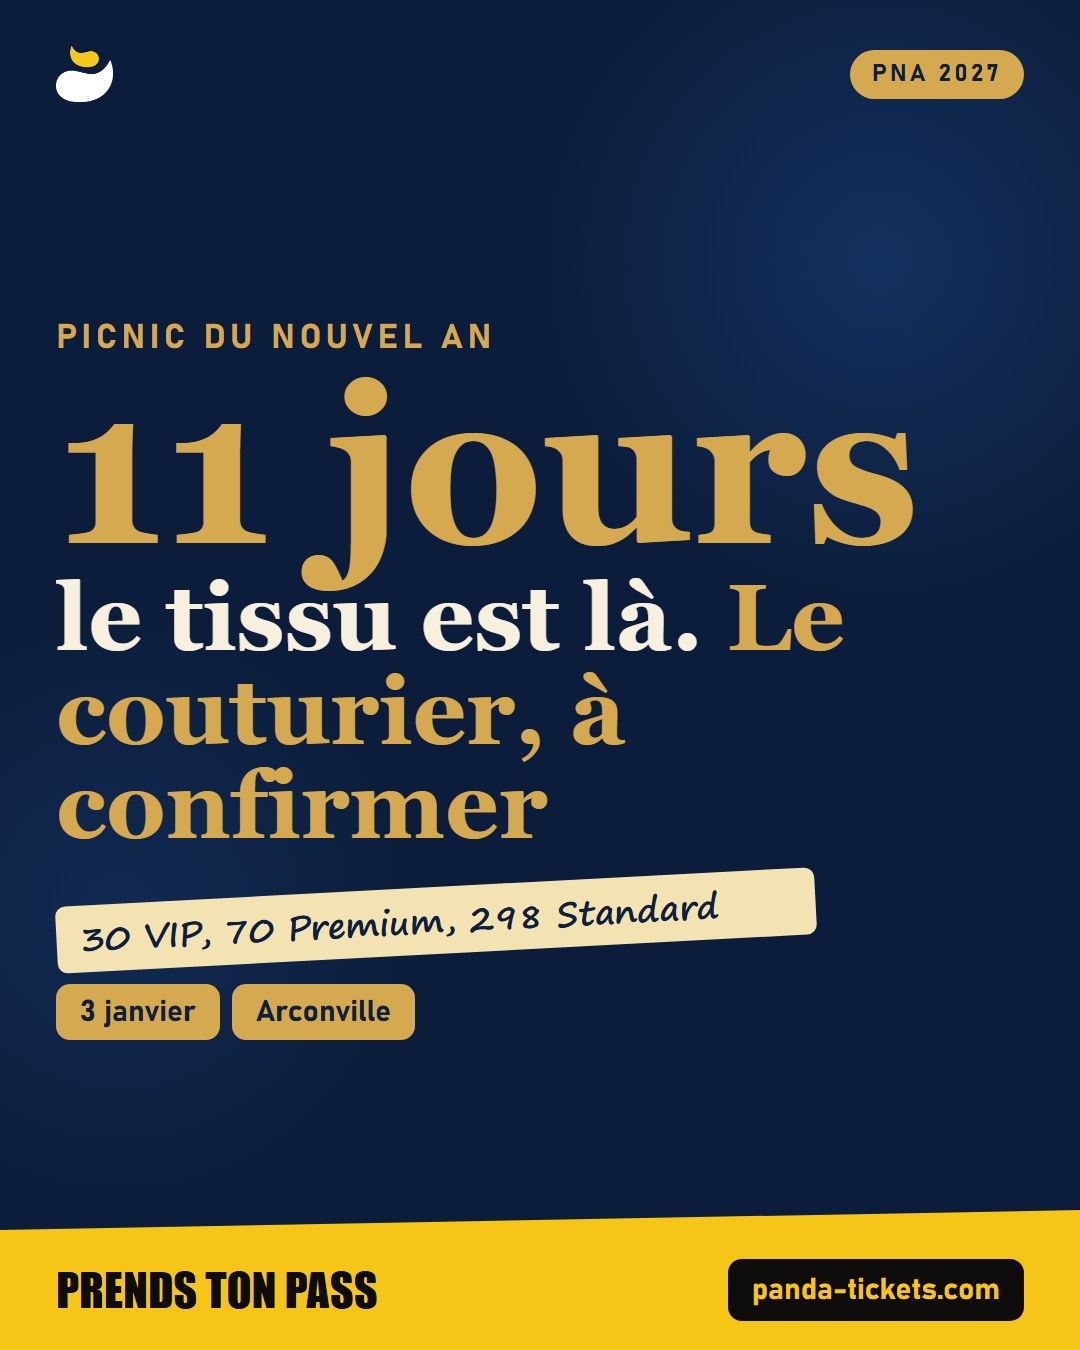 PNA 2027
PICNIC DU NOUVEL AN
11 jours
le tissu est là. Le
couturier, à
confirmer
30 VIP, 70 Premium, 298 Standard
3 janvier
Arconville
PRENDS TON PASS
panda-tickets.com